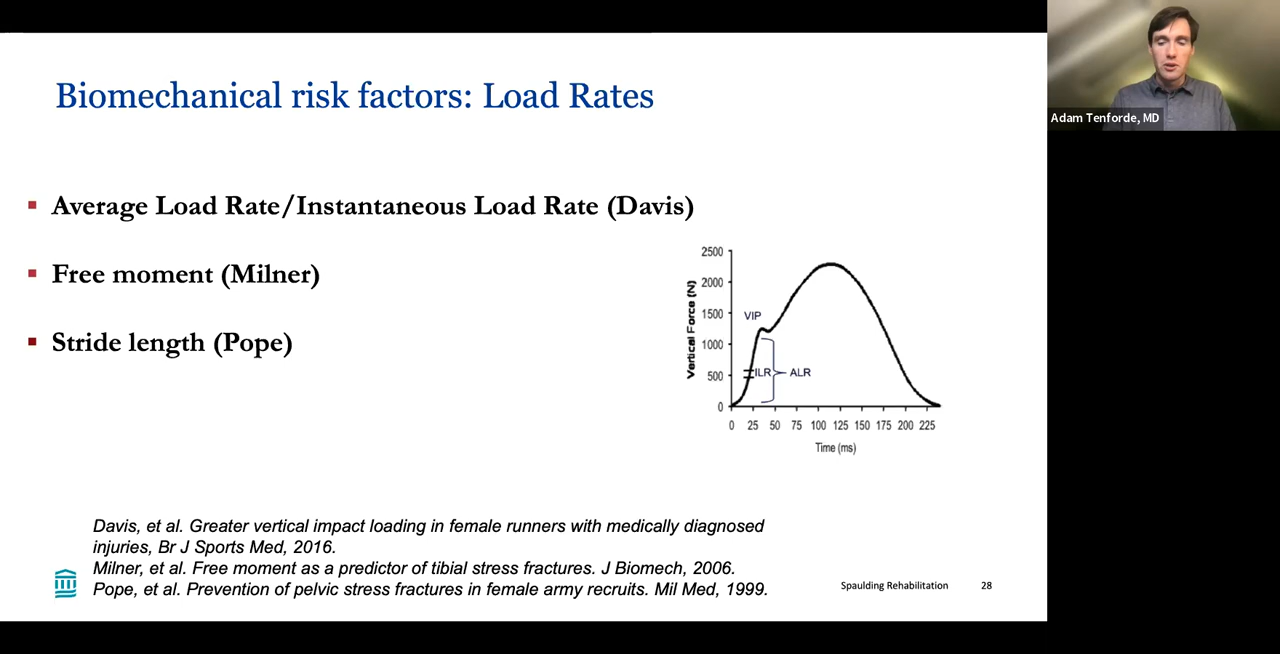 Biomechanical risk factors: Load Rates
Adam Tenforde, MD
Average Load Rate/Instantaneous Load Rate (Davis)
Free moment (Milner)
Stride length (Pope)
Vertical Force (N)
2500
2000
1500
1000
500
0
VIP
ILR
ALR
0 25 50 75 100 125 150 175 200 225
Time (ms)
Davis, et al. Greater vertical impact loading in female runners with medically diagnosed
injuries, Br J Sports Med, 2016.
Milner, et al. Free moment as a predictor of tibial stress fractures. J Biomech, 2006.
Pope, et al. Prevention of pelvic stress fractures in female army recruits. Mil Med, 1999.
Spaulding Rehabilitation 28